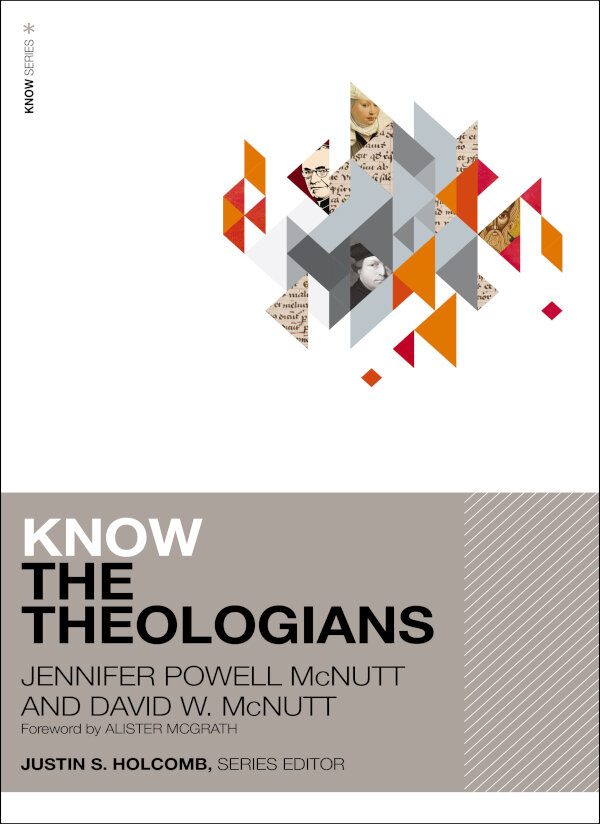 KNOW SERIES *
KNOW
THE
THEOLOGIANS
JENNIFER POWELL McNUTT
AND DAVID W. McNUTT
Foreword by ALISTER MCGRATH
JUSTIN S. HOLCOMB, SERIES EDITOR